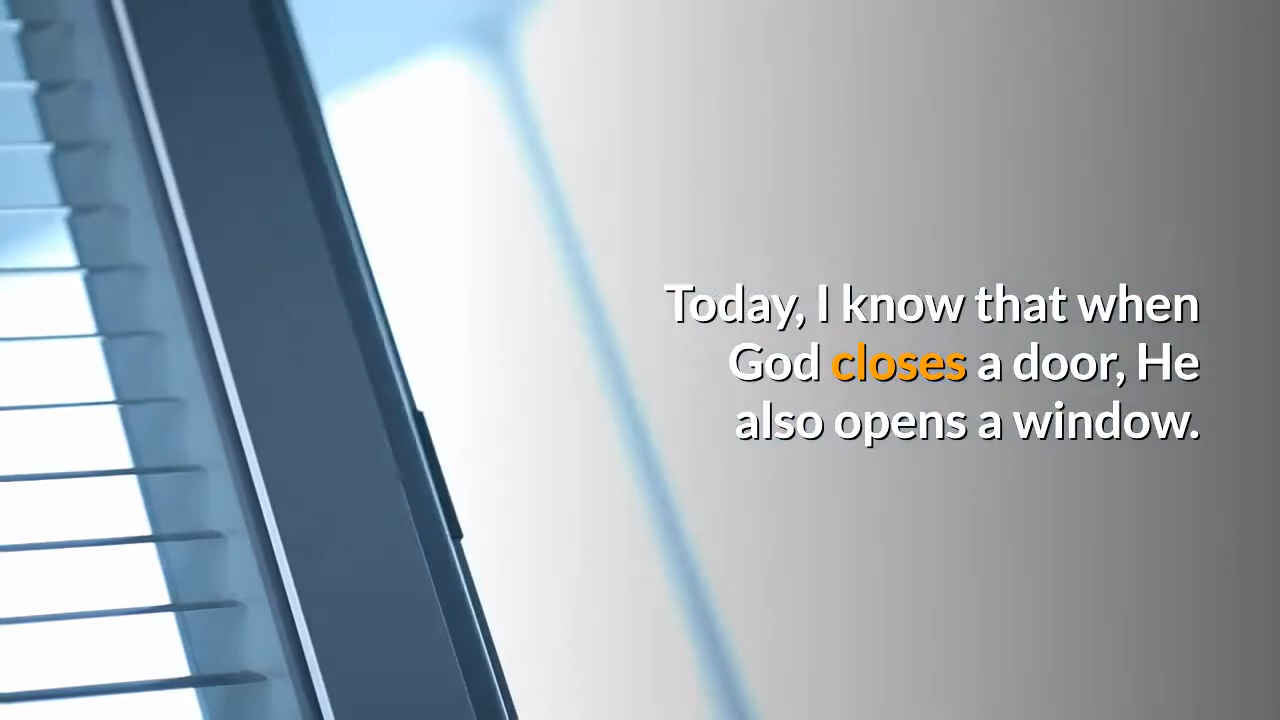 Today, I know that when
God closes a door, He
also opens a window.